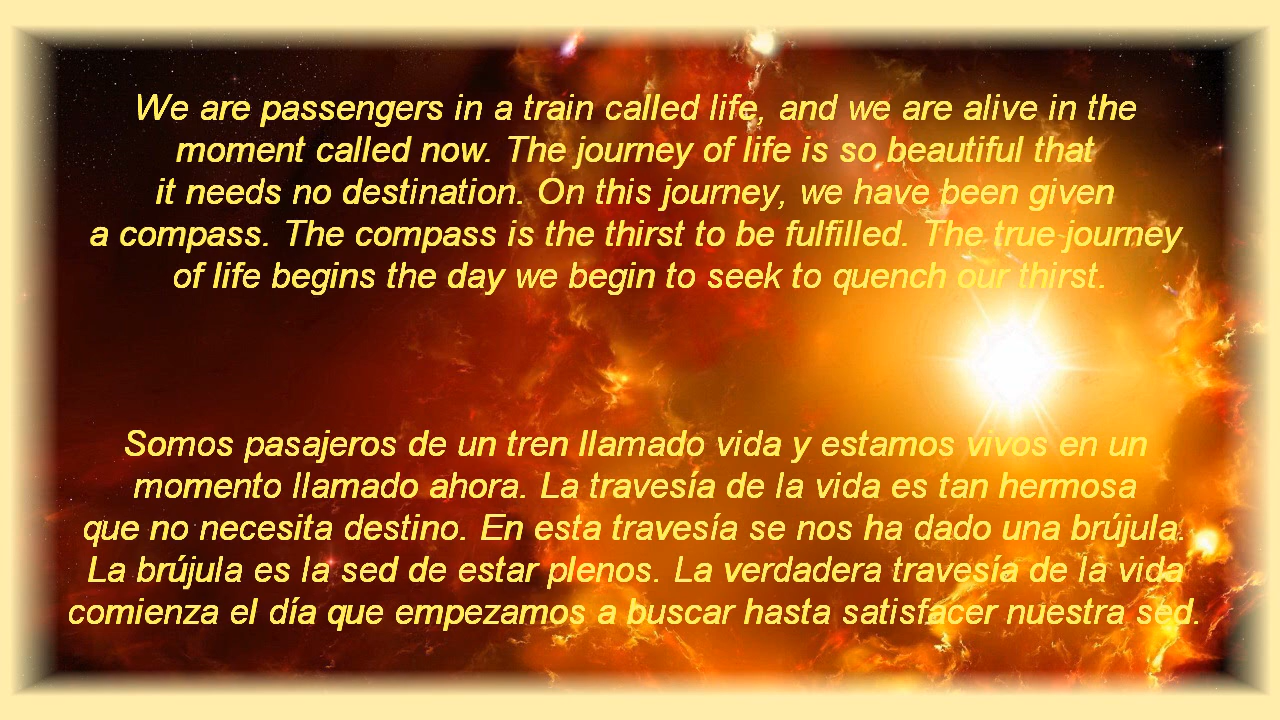 We are passengers in a train called life, and we are alive in the
moment called now. The journey of life is so beautiful that
it needs no destination. On this journey, we have been given
a compass. The compass is the thirst to be fulfilled. The true journey
of life begins the day we begin to seek to quench our thirst.
Somos pasajeros de un tren llamado vida y estamos vivos en un
momento llamado ahora. La travesía de la vida es tan hermosa
que no necesita destino. En esta travesía se nos ha dado una brújula.
La brújula es la sed de estar plenos. La verdadera travesía de la vida
comienza el día que empezamos a buscar hasta satisfacer nuestra sed.